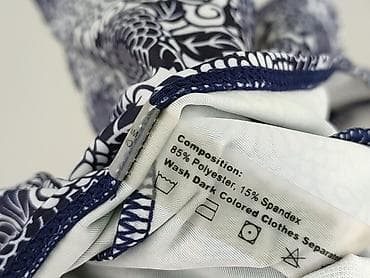 Composition:
85% Polyester, 15% Spandex
Wash Dark Colored Clothes Separat